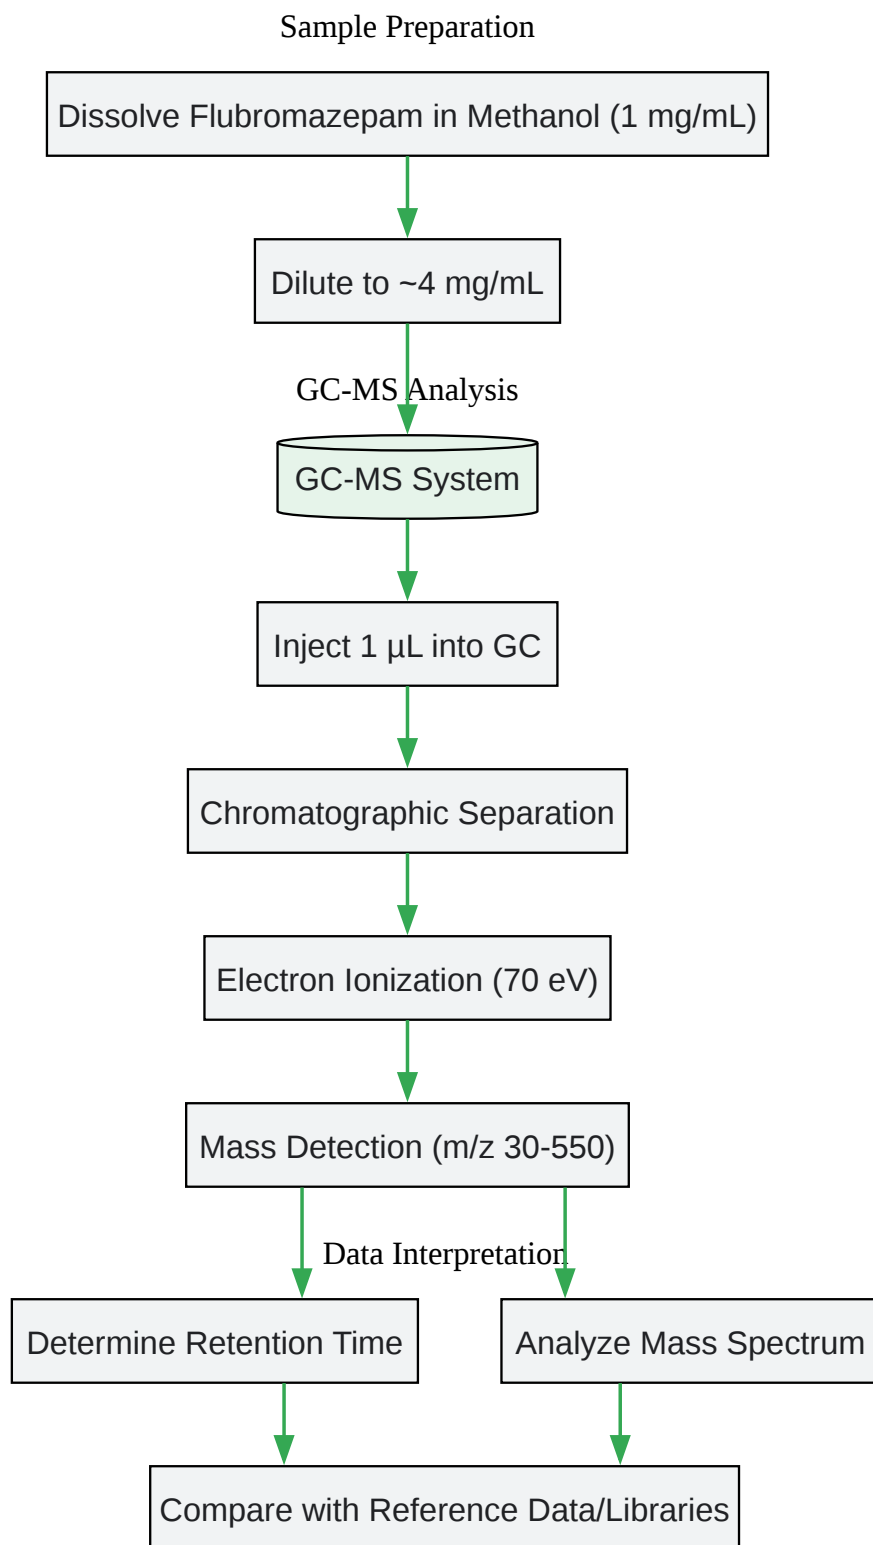 Sample Preparation
Dissolve Flubromazepam in Methanol (1 mg/mL)
Dilute to ~4 mg/mL
GC-MS Analysis
GC-MS System
Inject 1 µL into GC
Chromatographic Separation
Electron Ionization (70 eV)
Mass Detection (m/z 30-550)
Data Interpretation
Determine Retention Time
Analyze Mass Spectrum
Compare with Reference Data/Libraries